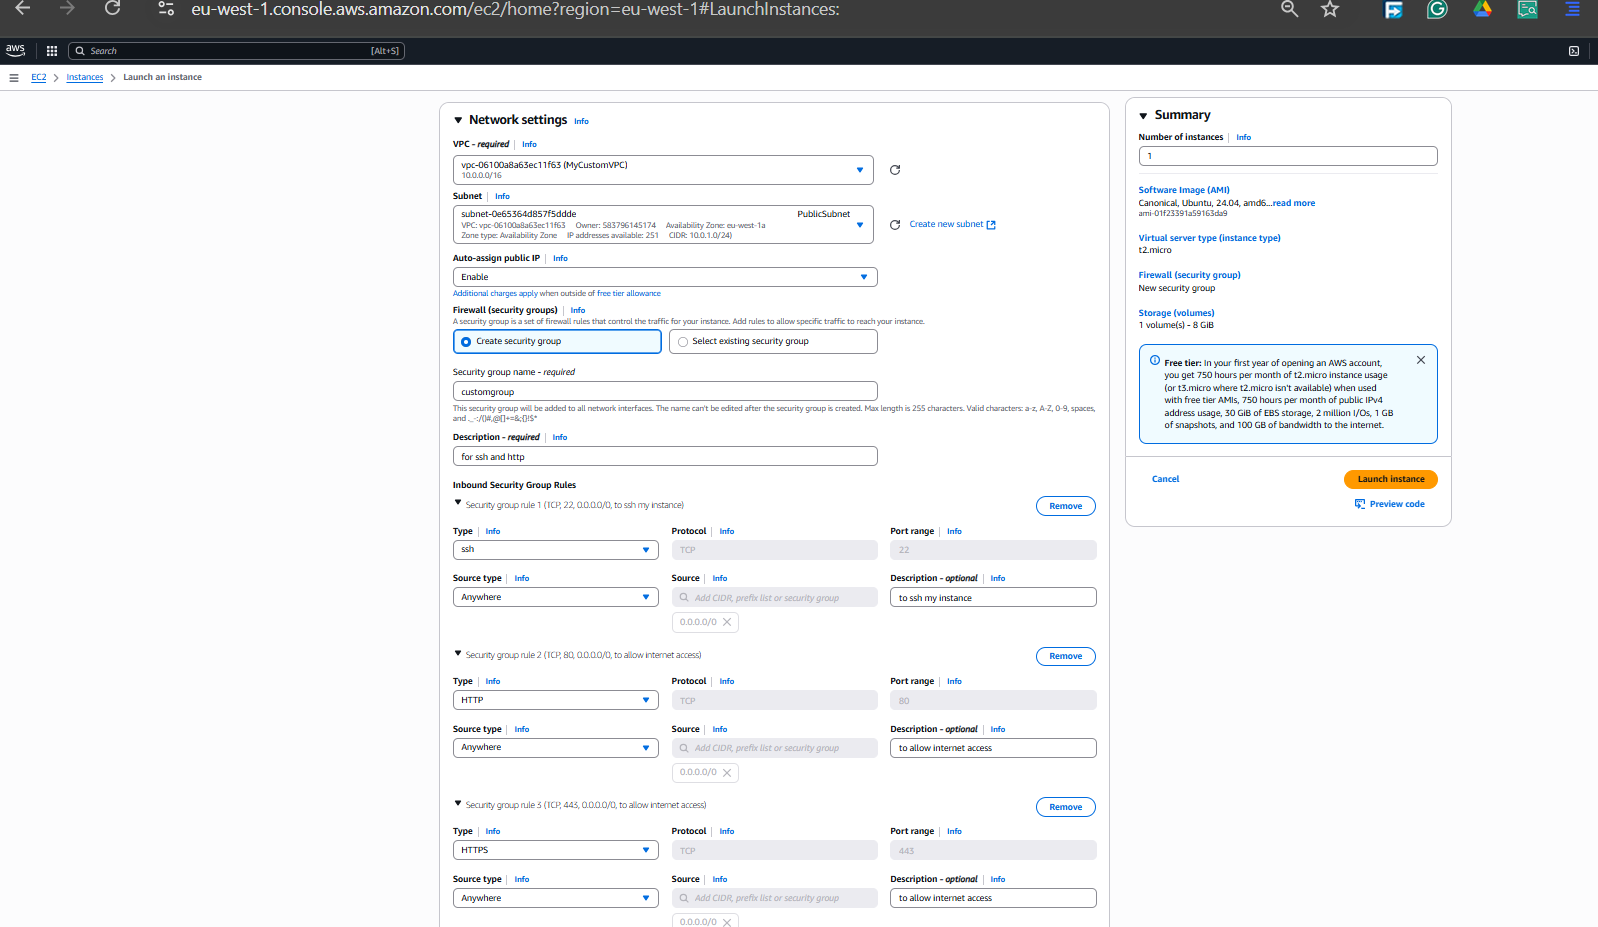 eu-west-1.console.aws.amazon.com/ec2/home?region=eu-west-1#LaunchInstances:
aws
Search [Alt+S]
EC2 > Instances > Launch an instance
Network settings Info
VPC - required | Info
vpc-06100a8a63ec11f63 (MyCustomVPC)
10.0.0.0/16
Subnet | Info
subnet-0e65364d857f5ddde PublicSubnet
VPC: vpc-06100a8a63ec11f63 Owner: 583796145174 Availability Zone: eu-west-1a
Zone type: Availability Zone IP addresses available: 251 CIDR: 10.0.1.0/24)
Create new subnet
Auto-assign public IP | Info
Enable
Additional charges apply when outside of free tier allowance
Firewall (security groups) | Info
A security group is a set of firewall rules that control the traffic for your instance. Add rules to allow specific traffic to reach your instance.
Create security group
Select existing security group
Security group name - required
customgroup
This security group will be added to all network interfaces. The name can't be edited after the security group is created. Max length is 255 characters. Valid characters: a-z, A-Z, 0-9, spaces,
and ._-:/()#,@[]+=&;{}!$*
Description - required | Info
for ssh and http
Inbound Security Group Rules
Security group rule 1 (TCP, 22, 0.0.0.0/0, to ssh my instance)
Remove
Type | Info
Protocol | Info
Port range | Info
ssh
TCP
22
Source type | Info
Source | Info
Description - optional | Info
Anywhere
Add CIDR, prefix list or security group
to ssh my instance
0.0.0.0/0
Security group rule 2 (TCP, 80, 0.0.0.0/0, to allow internet access)
Remove
Type | Info
Protocol | Info
Port range | Info
HTTP
TCP
80
Source type | Info
Source | Info
Description - optional | Info
Anywhere
Add CIDR, prefix list or security group
to allow internet access
0.0.0.0/0
Security group rule 3 (TCP, 443, 0.0.0.0/0, to allow internet access)
Remove
Type | Info
Protocol | Info
Port range | Info
HTTPS
TCP
443
Source type | Info
Source | Info
Description - optional | Info
Anywhere
Add CIDR, prefix list or security group
to allow internet access
0.0.0.0/0
Summary
Number of instances | Info
1
Software Image (AMI)
Canonical, Ubuntu, 24.04, amd6...read more
ami-01f23391a59163da9
Virtual server type (instance type)
t2.micro
Firewall (security group)
New security group
Storage (volumes)
1 volume(s) - 8 GiB
Free tier: In your first year of opening an AWS account,
you get 750 hours per month of t2.micro instance usage
(or t3.micro where t2.micro isn't available) when used
with free tier AMIs, 750 hours per month of public IPv4
address usage, 30 GiB of EBS storage, 2 million I/Os, 1 GB
of snapshots, and 100 GB of bandwidth to the internet.
Cancel
Launch instance
Preview code